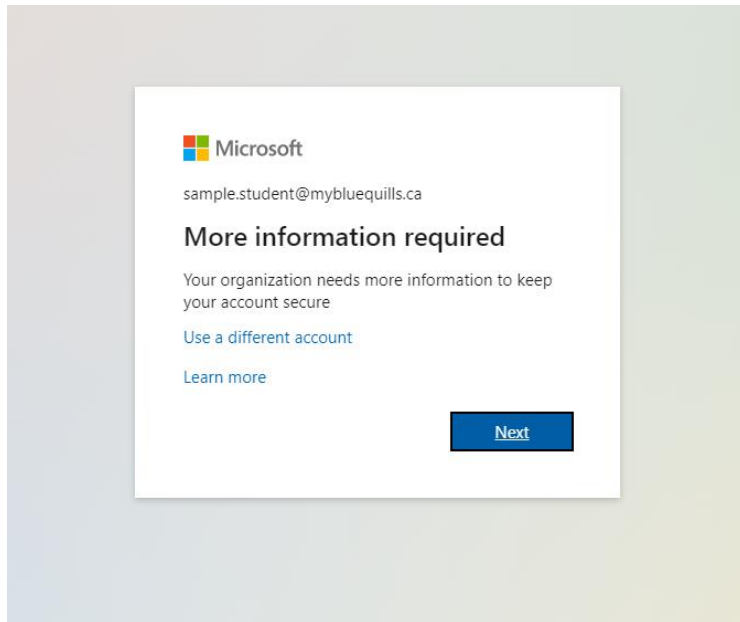 Microsoft
sample.student@mybluequills.ca
More information required
Your organization needs more information to keep
your account secure
Use a different account
Learn more
Next